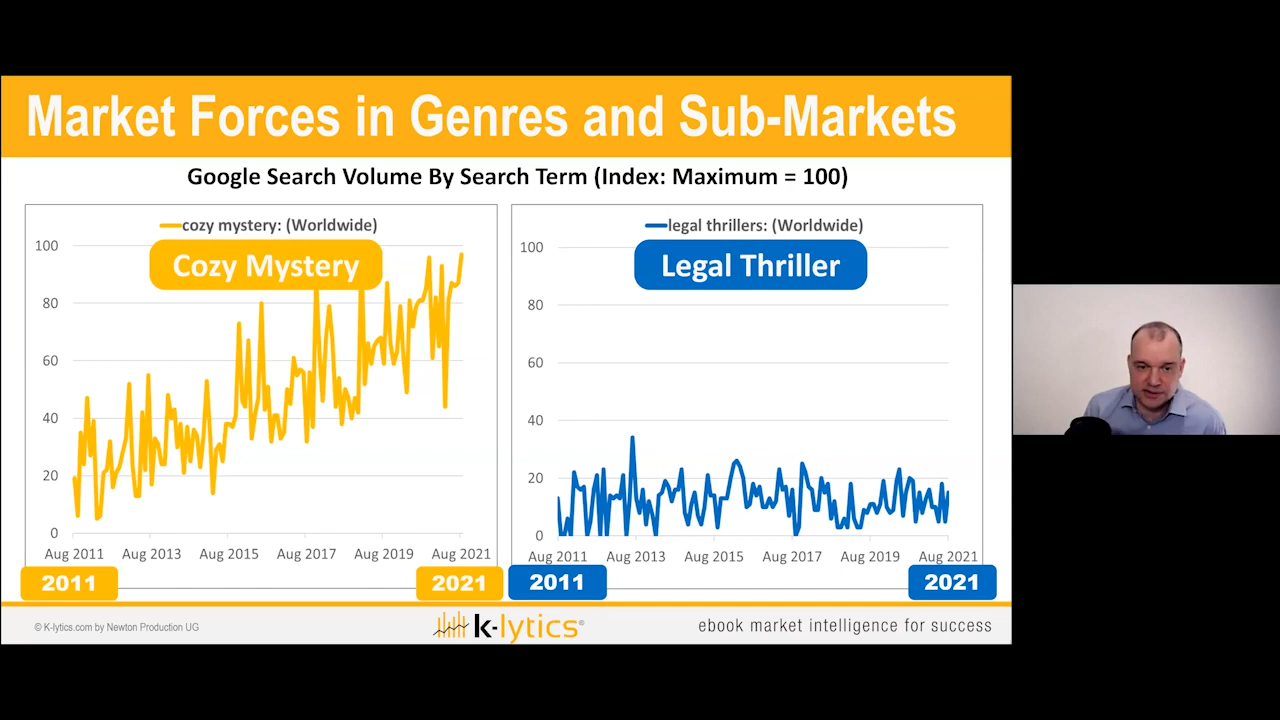 Market Forces in Genres and Sub-Markets
Google Search Volume By Search Term (Index: Maximum = 100)
cozy mystery: (Worldwide)
Cozy Mystery
100
80
60
40
20
0
Aug 2011 Aug 2013 Aug 2015 Aug 2017 Aug 2019 Aug 2021
2011 2021
legal thrillers: (Worldwide)
Legal Thriller
100
80
60
40
20
0
Aug 2011 Aug 2013 Aug 2015 Aug 2017 Aug 2019 Aug 2021
2011 2021
© K-lytics.com by Newton Production UG
k-lytics®
ebook market intelligence for success